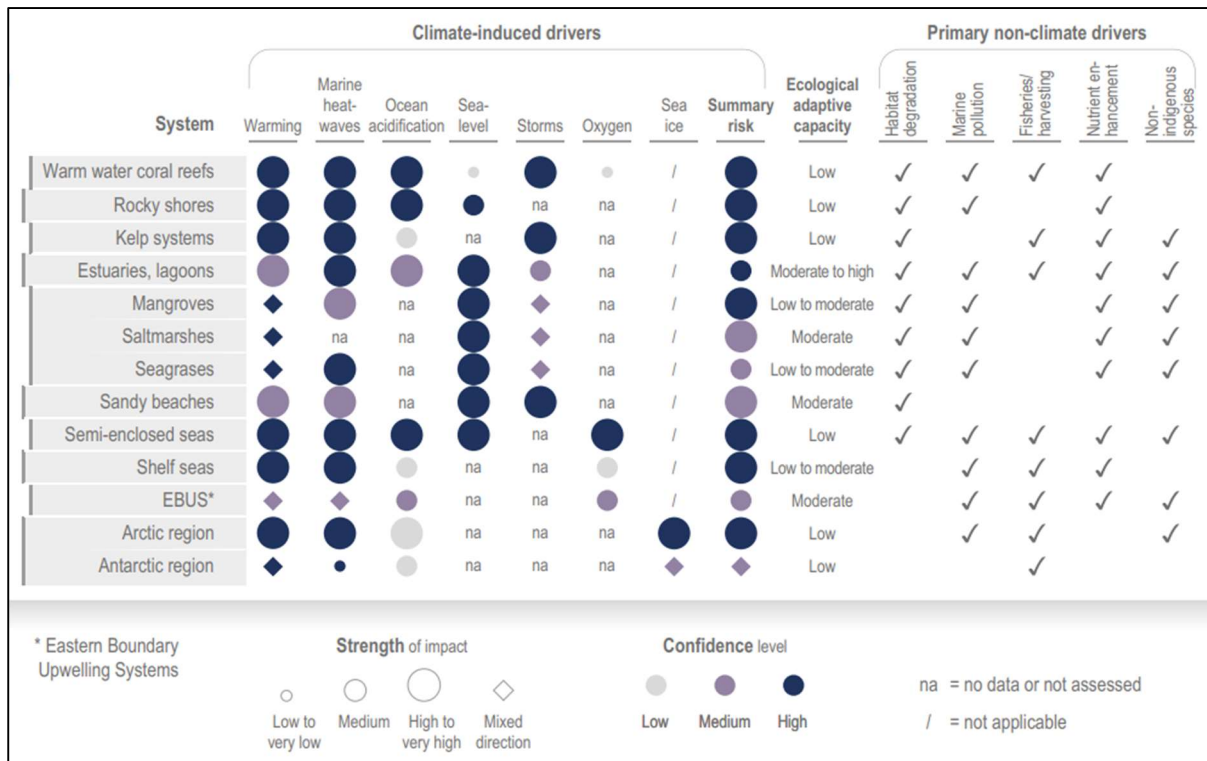 Climate-induced drivers
Primary non-climate drivers
System
Warming
Marine
heat-
waves
Ocean
acidification
Sea-
level
Storms
Oxygen
Sea
ice
Summary
risk
Ecological
adaptive
capacity
Habitat
degradation
Marine
pollution
Fisheries/
harvesting
Nutrient en-
hancement
Non-
indigenous
species
Warm water coral reefs / Low ✓ ✓ ✓ ✓
Rocky shores na na / Low ✓ ✓ ✓
Kelp systems na na / Low ✓ ✓ ✓ ✓
Estuaries, lagoons na / Moderate to high ✓ ✓ ✓ ✓ ✓
Mangroves na na / Low to moderate ✓ ✓ ✓ ✓
Saltmarshes na na na / Moderate ✓ ✓ ✓ ✓
Seagrases na na / Low to moderate ✓ ✓ ✓ ✓
Sandy beaches na na / Moderate ✓
Semi-enclosed seas na / Low ✓ ✓ ✓ ✓ ✓
Shelf seas na na / Low to moderate ✓ ✓ ✓
EBUS* na na / Moderate ✓ ✓ ✓ ✓
Arctic region na na na Low ✓ ✓ ✓
Antarctic region na na na Low ✓
* Eastern Boundary
Upwelling Systems
Strength of impact
Low to
very low
Medium
High to
very high
Mixed
direction
Confidence level
Low
Medium
High
na = no data or not assessed
/ = not applicable